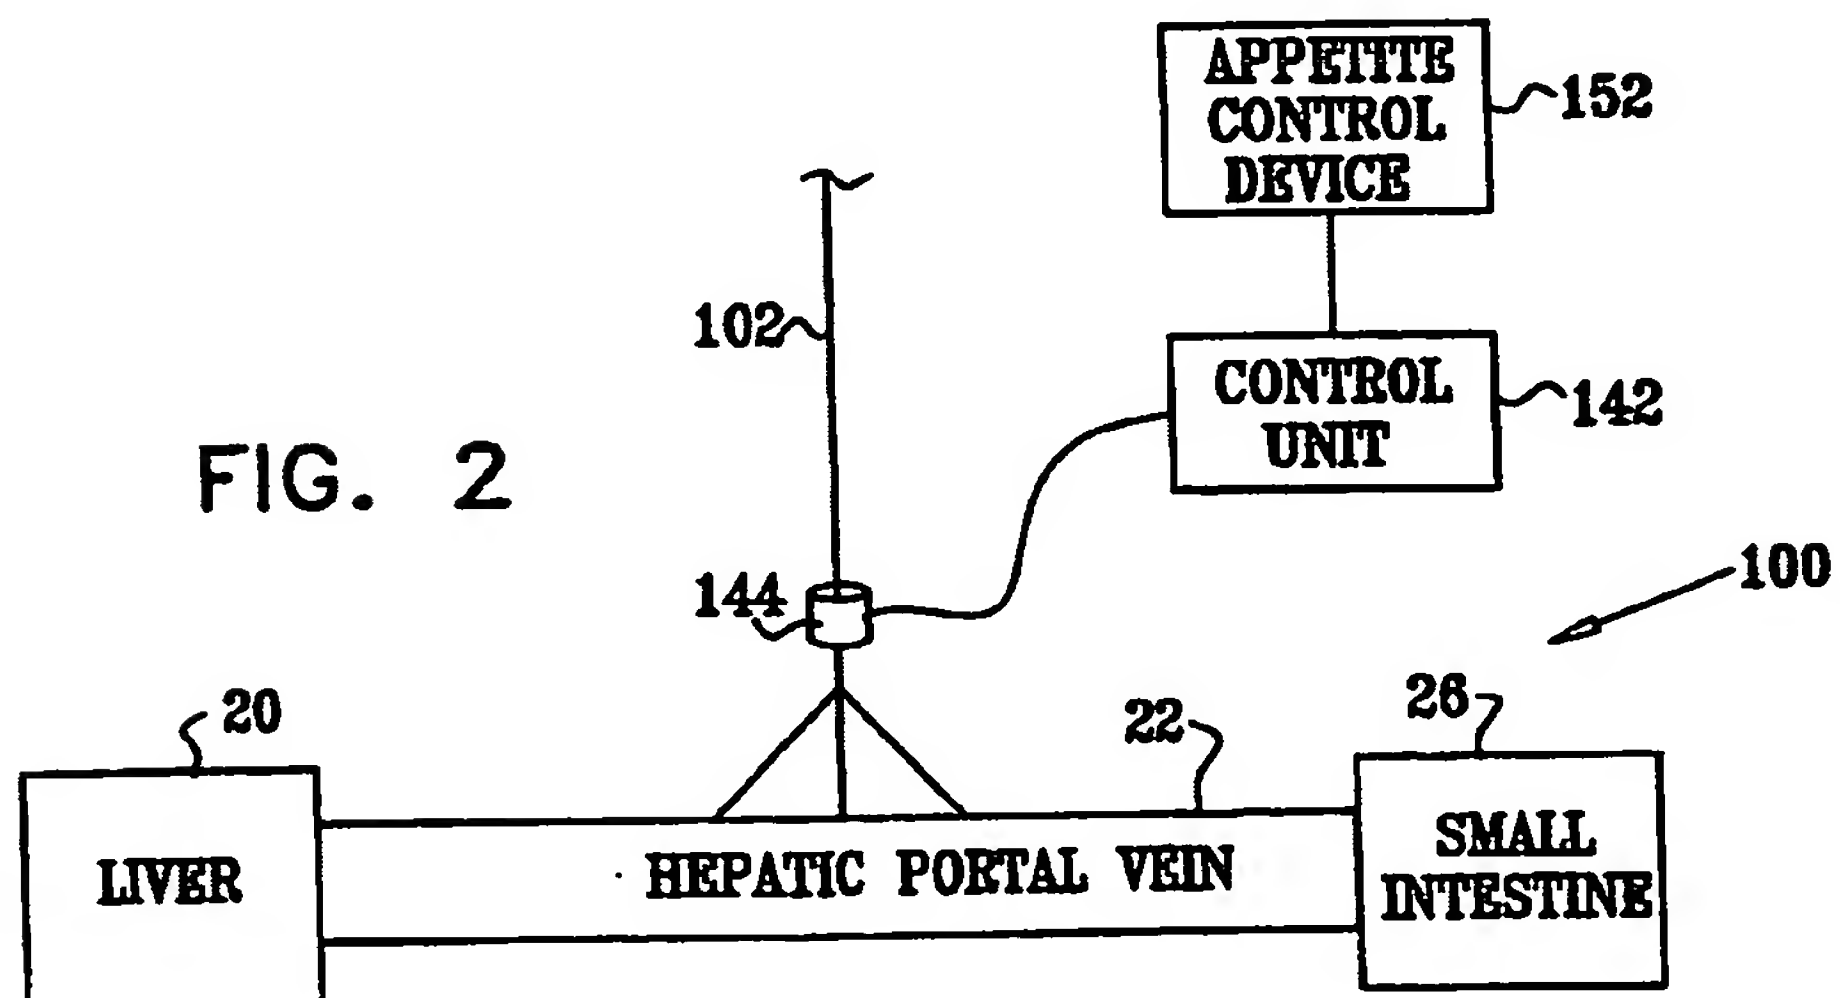 APPETITE
CONTROL
DEVICE
152
102
CONTROL
UNIT
142
FIG. 2
144
100
20
22
26
LIVER
HEPATIC PORTAL VEIN
SMALL
INTESTINE